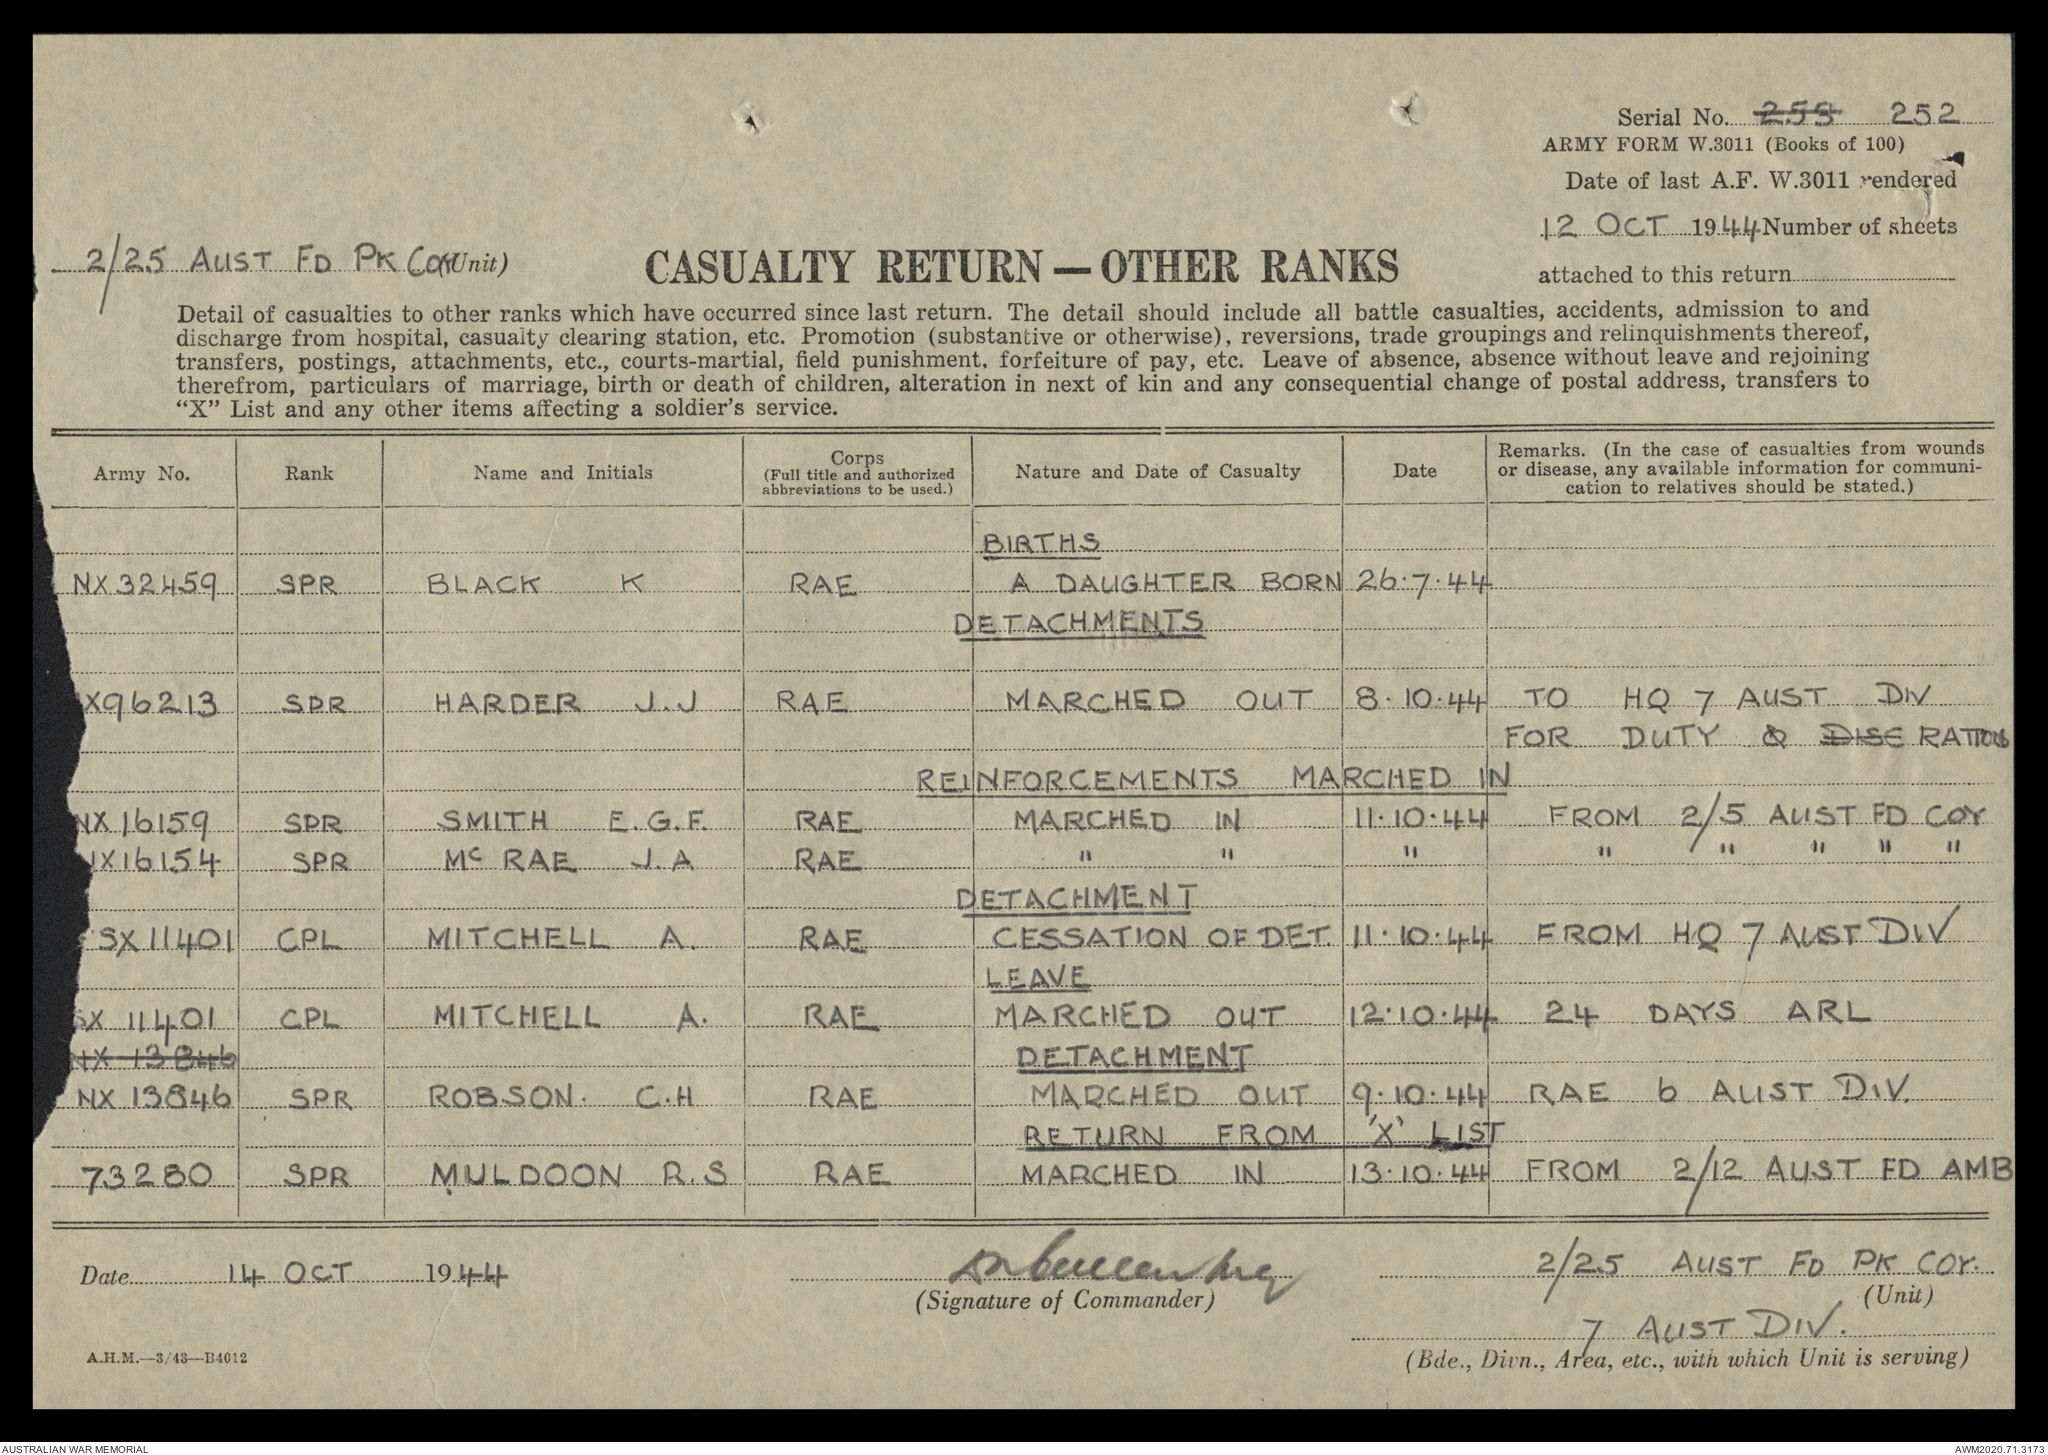 Serial No. 253 252
ARMY FORM W.3011 (Books of 100)
Date of last A.F. W.3011 rendered
12 OCT 1944 Number of sheets
attached to this return
2/25 AUST FD PK COY (Unit)
CASUALTY RETURN — OTHER RANKS
Detail of casualties to other ranks which have occurred since last return. The detail should include all battle casualties, accidents, admission to and
discharge from hospital, casualty clearing station, etc. Promotion (substantive or otherwise), reversions, trade groupings and relinquishments thereof,
transfers, postings, attachments, etc., courts-martial, field punishment, forfeiture of pay, etc. Leave of absence, absence without leave and rejoining
therefrom, particulars of marriage, birth or death of children, alteration in next of kin and any consequential change of postal address, transfers to
"X" List and any other items affecting a soldier's service.
Army No. Rank Name and Initials Corps (Full title and authorized abbreviations to be used.) Nature and Date of Casualty Date Remarks. (In the case of casualties from wounds or disease, any available information for communi-cation to relatives should be stated.)
BIRTHS
NX32459 SPR BLACK K RAE A DAUGHTER BORN 26.7.44
DETACHMENTS
X96213 SPR HARDER J.J RAE MARCHED OUT 8.10.44 TO HQ 7 AUST DIV
FOR DUTY & DISC RATIONS
REINFORCEMENTS MARCHED IN
NX16159 SPR SMITH E.G.F. RAE MARCHED IN 11.10.44 FROM 2/5 AUST FD COY
X16154 SPR McRAE J.A RAE " " " " " " " "
DETACHMENT
SX11401 CPL MITCHELL A. RAE CESSATION OF DET. 11.10.44 FROM HQ 7 AUST DIV
LEAVE
SX 11401 CPL MITCHELL A. RAE MARCHED OUT 12.10.44 24 DAYS ARL
NX 13846 DETACHMENT
NX 13846 SPR ROBSON. C.H RAE MARCHED OUT 9.10.44 RAE 6 AUST DIV.
RETURN FROM 'X' LIST
73280 SPR MULDOON R.S RAE MARCHED IN 13.10.44 FROM 2/12 AUST FD AMB
Date 14 OCT 1944
(Signature of Commander)
2/25 AUST FD PK COY.
(Unit)
7 AUST DIV.
A.H.M.—3/43—B4012
(Bde., Divn., Area, etc., with which Unit is serving)
AUSTRALIAN WAR MEMORIAL
AWM2020.71.3173